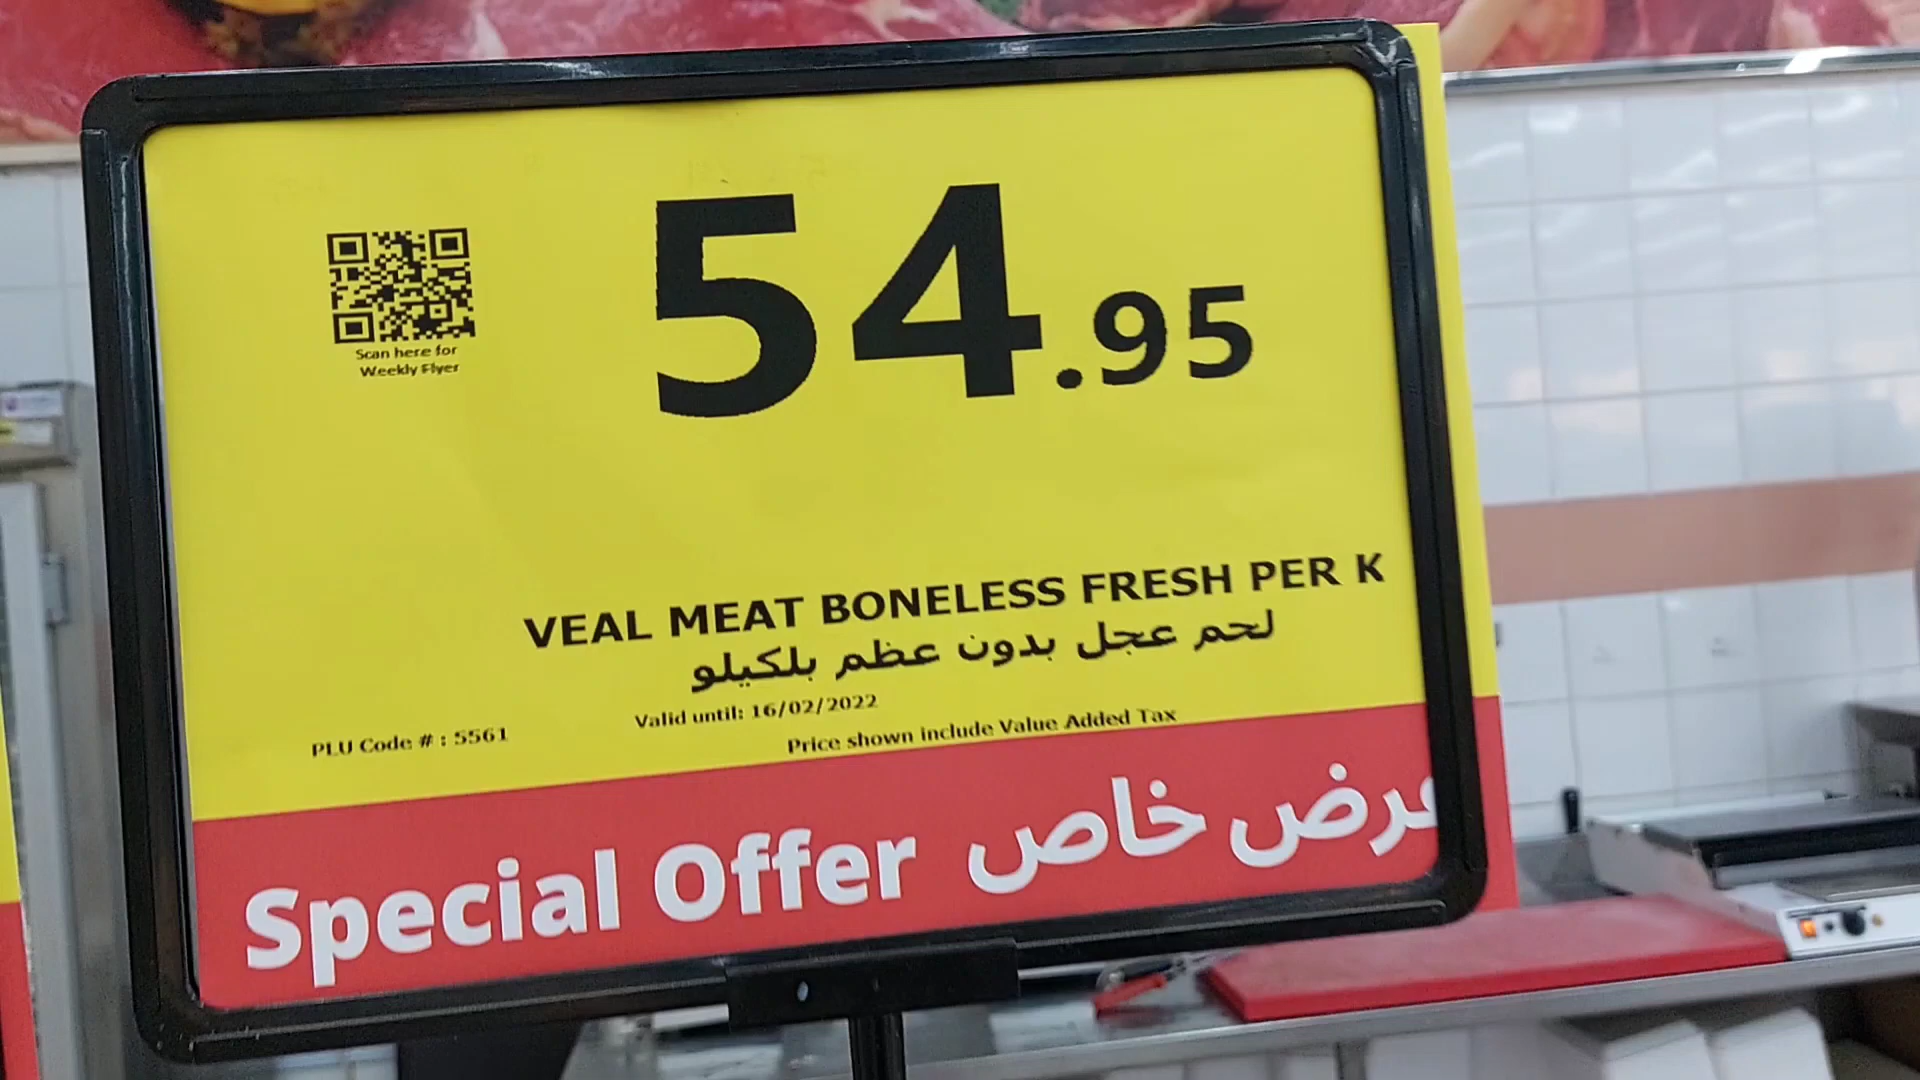 54.95
Scan here for
Weekly Flyer
VEAL MEAT BONELESS FRESH PER K
لحم عجل بدون عظم بلكيلو
Valid until: 16/02/2022
PLU Code # : 5561
Price shown include Value Added Tax
Special Offer عرض خاص